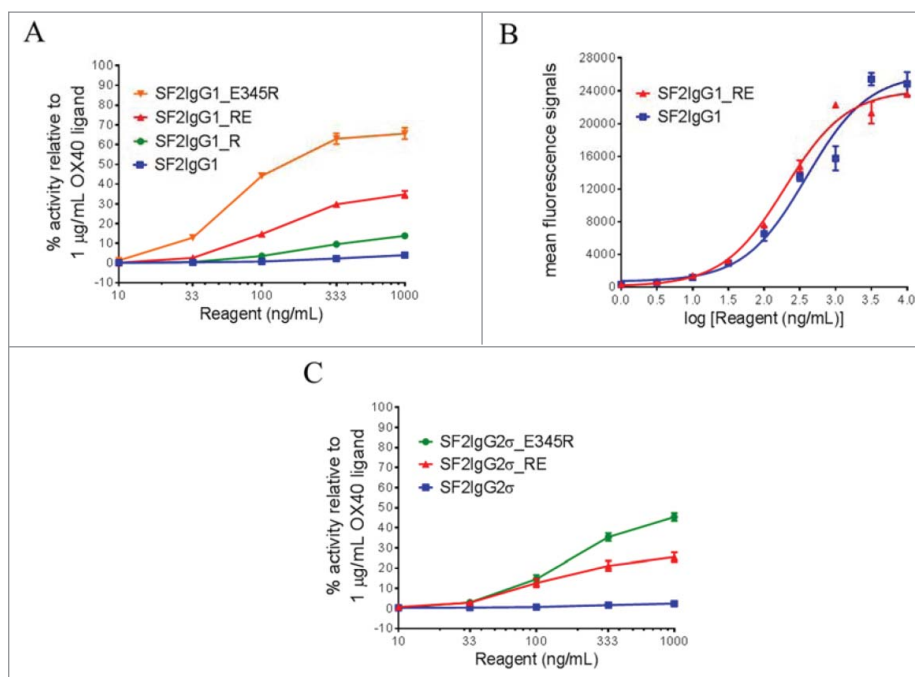 A
% activity relative to
1 μg/mL OX40 ligand
100
90
80
70
60
50
40
30
20
10
0
-10
SF2IgG1_E345R
SF2IgG1_RE
SF2IgG1_R
SF2IgG1
10 33 100 333 1000
Reagent (ng/mL)
B
mean fluorescence signals
28000
24000
20000
16000
12000
8000
4000
0
SF2IgG1_RE
SF2IgG1
0.0 0.5 1.0 1.5 2.0 2.5 3.0 3.5 4.0
log [Reagent (ng/mL)]
C
% activity relative to
1 μg/mL OX40 ligand
100
90
80
70
60
50
40
30
20
10
0
-10
SF2IgG2σ_E345R
SF2IgG2σ_RE
SF2IgG2σ
10 33 100 333 1000
Reagent (ng/mL)